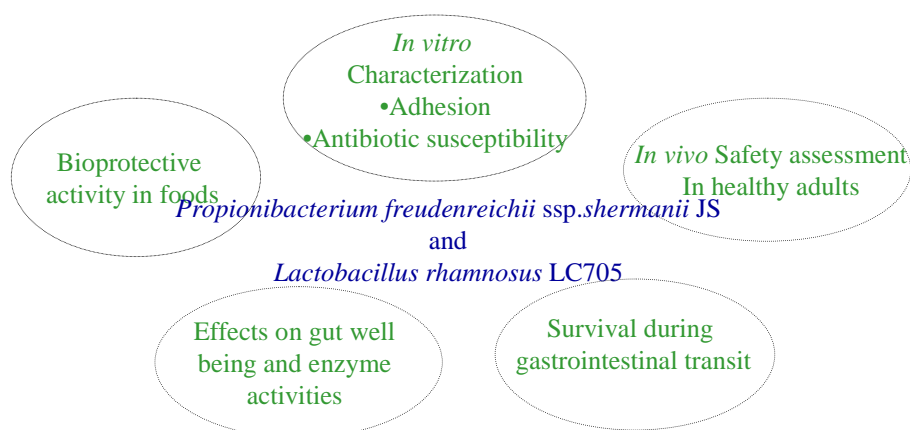 In vitro
Characterization
•Adhesion
•Antibiotic susceptibility
Bioprotective
activity in foods
In vivo Safety assessment
In healthy adults
Propionibacterium freudenreichii ssp.shermanii JS
and
Lactobacillus rhamnosus LC705
Effects on gut well
being and enzyme
activities
Survival during
gastrointestinal transit